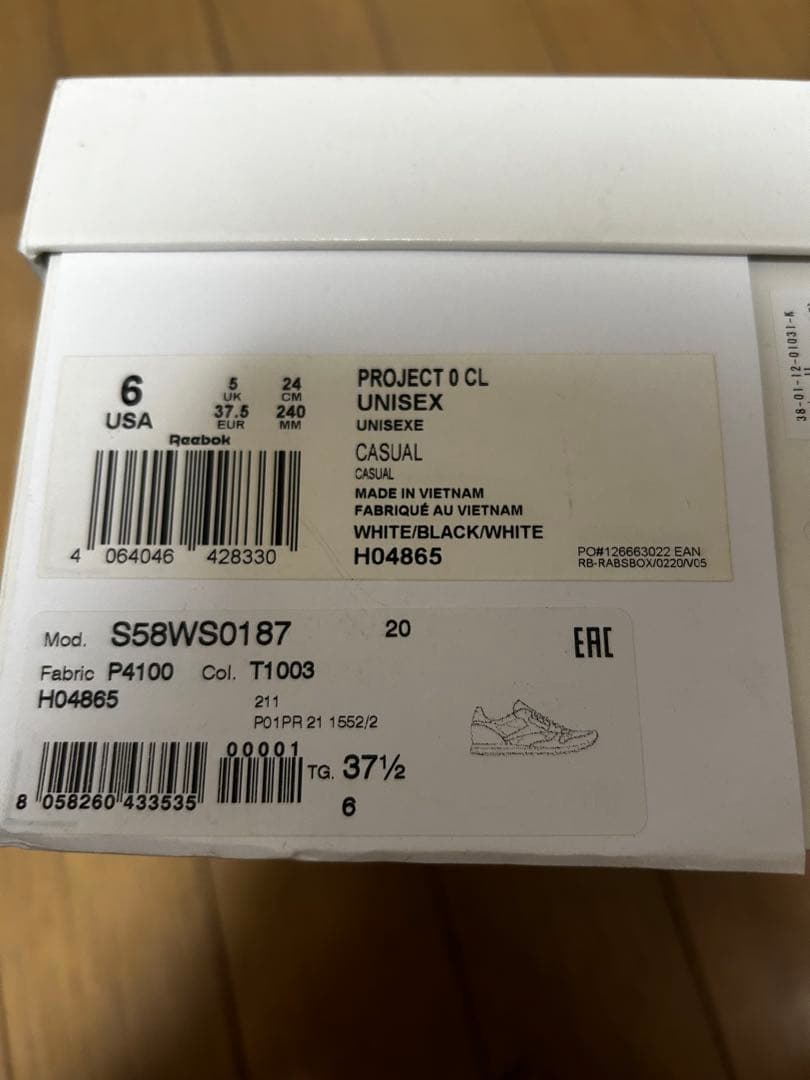 6
USA
5
UK
37.5
EUR
24
CM
240
MM
Reebok
4 064046 428330
PROJECT 0 CL
UNISEX
UNISEXE
CASUAL
CASUAL
MADE IN VIETNAM
FABRIQUÉ AU VIETNAM
WHITE/BLACK/WHITE
H04865
PO#126663022 EAN
RB-RABSBOX/0220/V05
Mod. S58WS0187 20
EAC
Fabric P4100 Col. T1003
H04865 211
P01PR 21 1552/2
00001
TG. 37½
8 058260 433535
6
38-01-12-01031-K